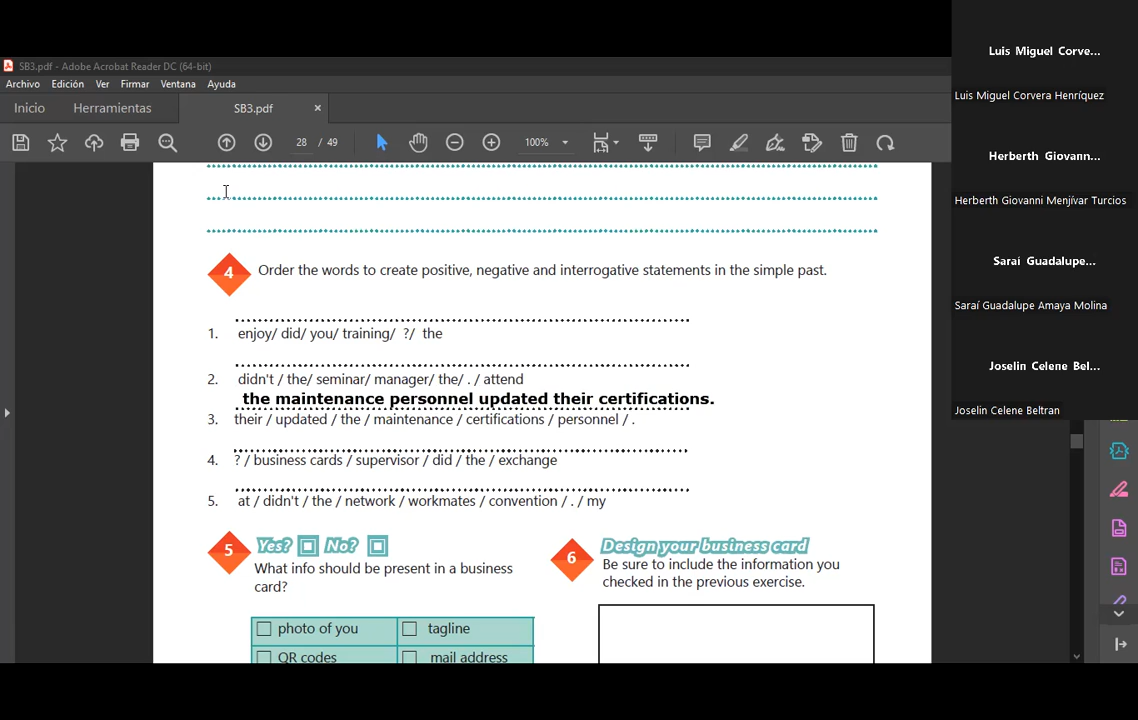 SB3.pdf - Adobe Acrobat Reader DC (64-bit)
Archivo Edición Ver Firmar Ventana Ayuda
Inicio Herramientas SB3.pdf ×
28 / 49 100%
4 Order the words to create positive, negative and interrogative statements in the simple past.
1. enjoy/ did/ you/ training/ ?/ the
2. didn't / the/ seminar/ manager/ the/ . / attend
the maintenance personnel updated their certifications.
3. their / updated / the / maintenance / certifications / personnel / .
4. ? / business cards / supervisor / did / the / exchange
5. at / didn't / the / network / workmates / convention / . / my
5 Yes? No?
What info should be present in a business
card?
photo of you tagline
QR codes mail address
6 Design your business card
Be sure to include the information you
checked in the previous exercise.
Luis Miguel Corve...
Luis Miguel Corvera Henríquez
Herberth Giovann...
Herberth Giovanni Menjívar Turcios
Saraí Guadalupe...
Saraí Guadalupe Amaya Molina
Joselin Celene Bel...
Joselin Celene Beltran